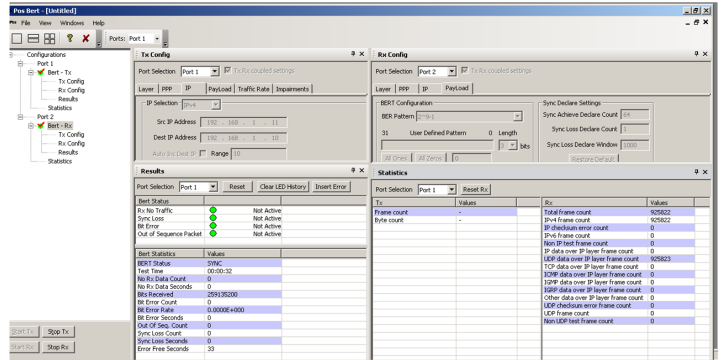 Pos Bert - [Untitled]
File View Windows Help
Ports: Port 1
Configurations
Port 1
Bert - Tx
Tx Config
Rx Config
Results
Statistics
Port 2
Bert - Rx
Tx Config
Rx Config
Results
Statistics
Start Tx Stop Tx
Start Rx Stop Rx
Tx Config
Port Selection Port 1 Tx Rx coupled settings
Layer PPP IP PayLoad Traffic Rate Impairments
IP Selection IPv4
Src IP Address 192 . 168 . 1 . 11
Dest IP Address 192 . 168 . 1 . 10
Auto Inc Dest IP Range 10
Rx Config
Port Selection Port 2 Tx Rx coupled settings
Layer PPP IP PayLoad
BERT Configuration
BER Pattern 2^9-1
31 User Defined Pattern 0 Length
3 bits
All Ones All Zeros 0
Sync Declare Settings
Sync Achieve Declare Count 64
Sync Loss Declare Count 1
Sync Loss Declare Window 1000
Restore Default
Results
Port Selection Port 1 Reset Clear LED History Insert Error
Bert Status
Rx No Traffic Not Active
Sync Loss Not Active
Bit Error Not Active
Out of Sequence Packet Not Active
Bert Statistics Values
BERT Status SYNC
Test Time 00:00:32
No Rx Data Count 0
No Rx Data Seconds 0
Bits Received 259135200
Bit Error Count 0
Bit Error Rate 0.0000E+000
Bit Error Seconds 0
Out Of Seq. Count 0
Sync Loss Count 0
Sync Loss Seconds 0
Error Free Seconds 33
Statistics
Port Selection Port 1 Reset Rx
Tx Values
Frame count -
Byte count -
Rx Values
Total frame count 925822
IPv4 frame count 925822
IP checksum error count 0
IPv6 frame count 0
Non IP test frame count 0
IP data over IP layer frame count 0
UDP data over IP layer frame count 925823
TCP data over IP layer frame count 0
ICMP data over IP layer frame count 0
IGMP data over IP layer frame count 0
IGRP data over IP layer frame count 0
Other data over IP layer frame count 0
UDP checksum error frame count 0
UDP frame count 0
Non UDP test frame count 0